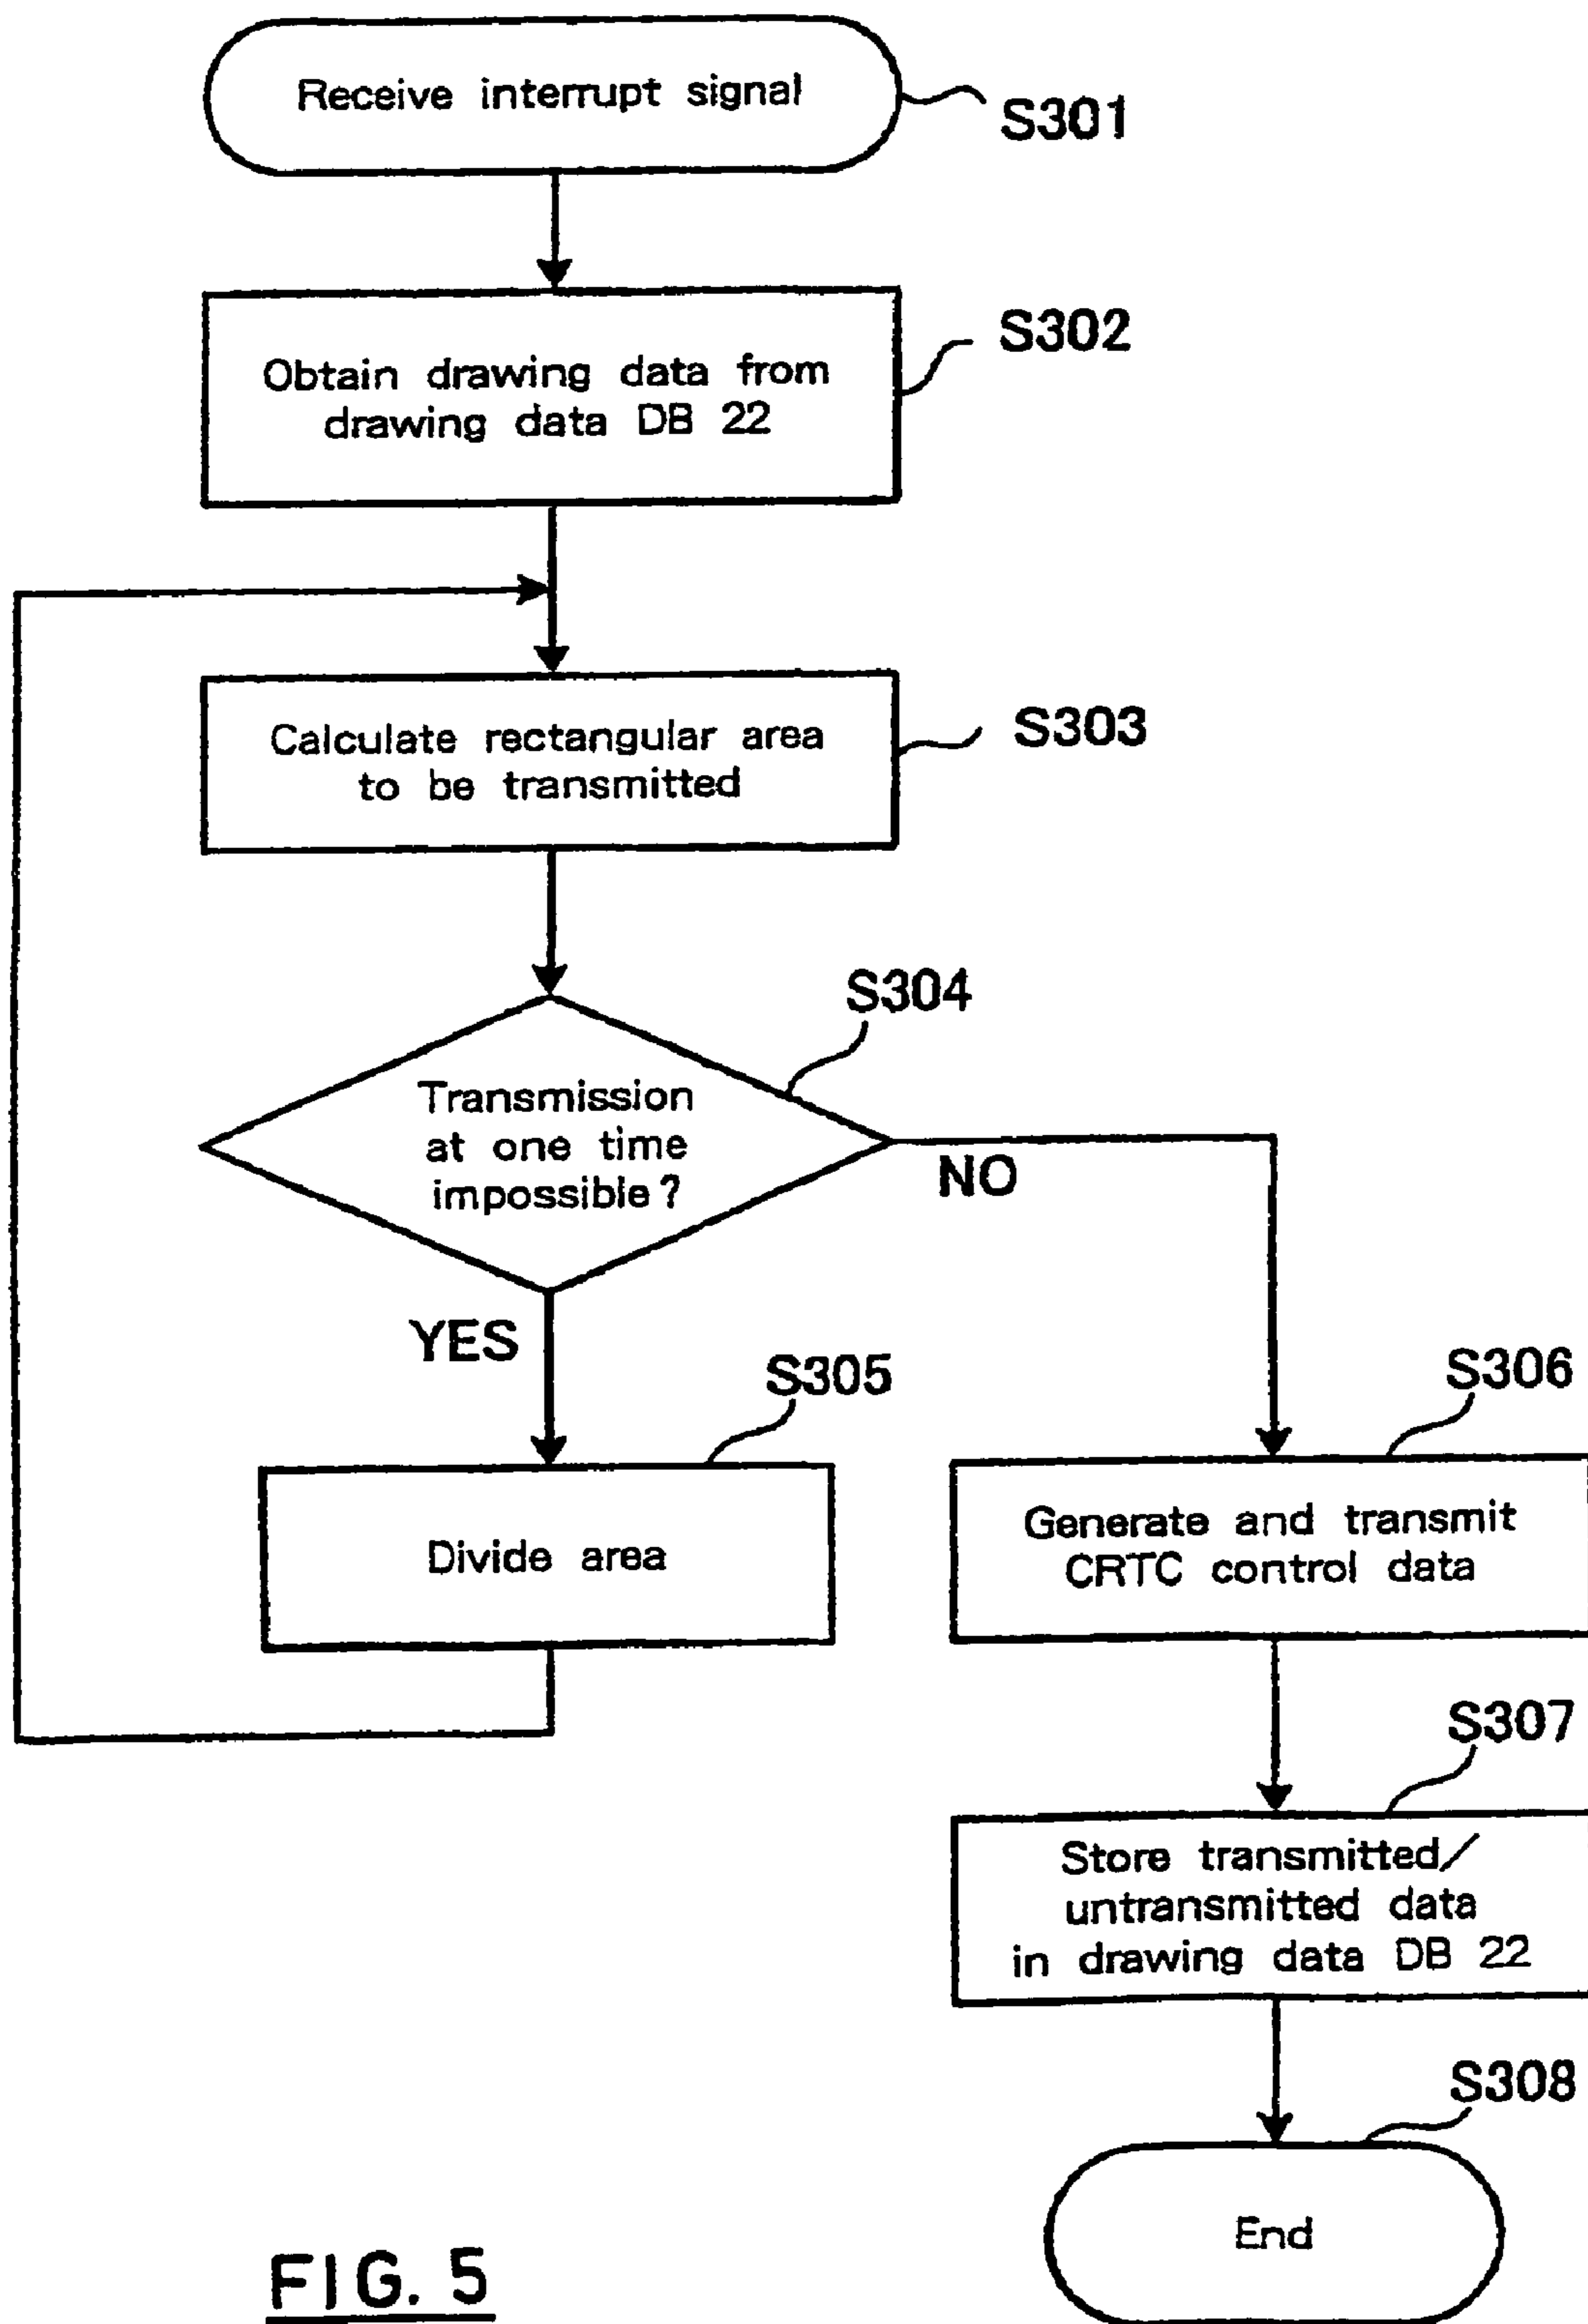 Receive interrupt signal
S301
Obtain drawing data from
drawing data DB 22
S302
Calculate rectangular area
to be transmitted
S303
S304
Transmission
at one time
impossible?
NO
YES
S305
Divide area
S306
Generate and transmit
CRTC control data
S307
Store transmitted/
untransmitted data
in drawing data DB 22
S308
End
FIG. 5